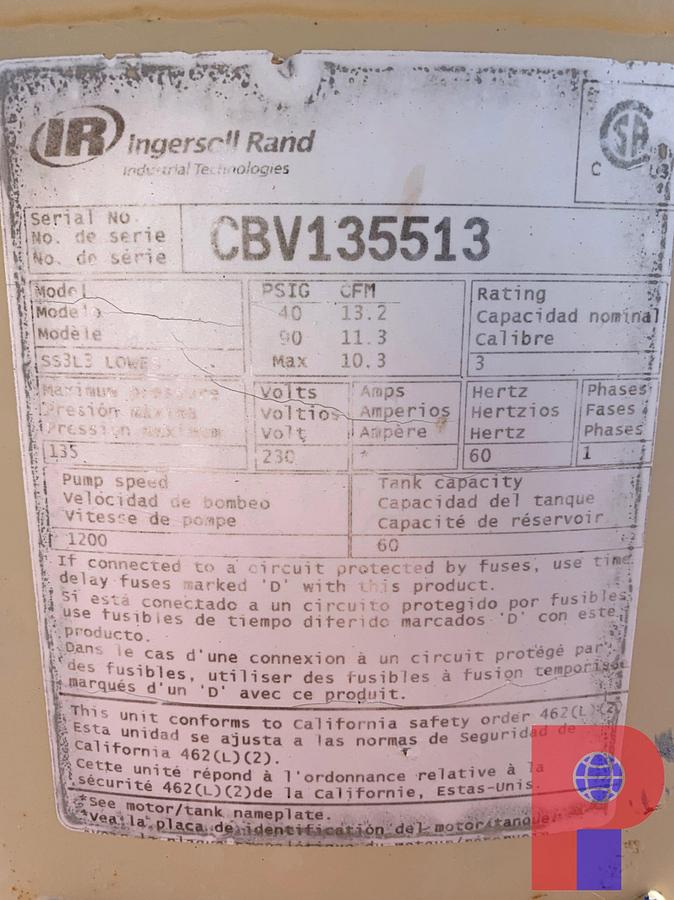 IR Ingersoll Rand
Industrial Technologies
CSA
C US
Serial No.
No. de serie
No. de série
CBV135513
Model
Modelo
Modèle
SS3L3
PSIG CFM
40 13.2
90 11.3
Max 10.3
Rating
Capacidad nominal
Calibre
3
Maximum pressure
Presión máxima
Pression maximum
135
Volts
Voltios
Volt
230
Amps
Amperios
Ampère
*
Hertz
Hertzios
Hertz
60
Phases
Fases
Phases
1
Pump speed
Velocidad de bombeo
Vitesse de pompe
1200
Tank capacity
Capacidad del tanque
Capacité de réservoir
60
If connected to a circuit protected by fuses, use time
delay fuses marked 'D' with this product.
Si está conectado a un circuito protegido por fusibles
use fusibles de tiempo diferido marcados 'D' con este
producto.
Dans le cas d'une connexion à un circuit protégé par
des fusibles, utiliser des fusibles à fusion temporisé
marqués d'un 'D' avec ce produit.
This unit conforms to California safety order 462(L)(2)
Esta unidad se ajusta a las normas de Seguridad de
California 462(L)(2).
Cette unité répond à l'ordonnance relative à la
sécurité 462(L)(2)de la Californie, Estas-Unis.
*See motor/tank nameplate.
*Vea la placa de identificación del motor/tanque.